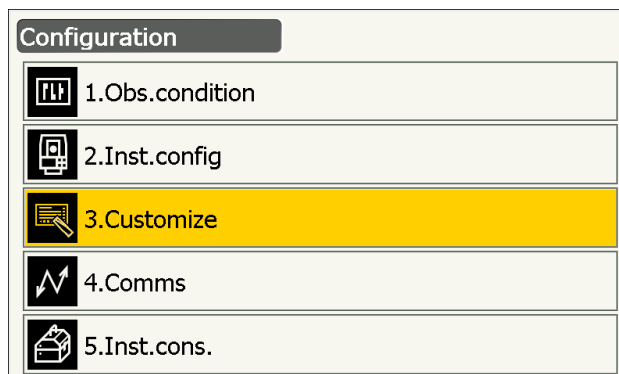 Configuration
1.Obs.condition
2.Inst.config
3.Customize
4.Comms
5.Inst.cons.